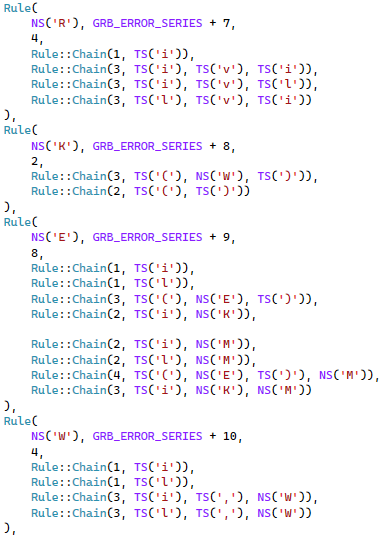 Rule(
NS('R'), GRB_ERROR_SERIES + 7,
4,
Rule::Chain(1, TS('i')),
Rule::Chain(3, TS('i'), TS('v'), TS('i')),
Rule::Chain(3, TS('i'), TS('v'), TS('l')),
Rule::Chain(3, TS('l'), TS('v'), TS('i'))
),
Rule(
NS('K'), GRB_ERROR_SERIES + 8,
2,
Rule::Chain(3, TS('('), NS('W'), TS(')')),
Rule::Chain(2, TS('('), TS(')'))
),
Rule(
NS('E'), GRB_ERROR_SERIES + 9,
8,
Rule::Chain(1, TS('i')),
Rule::Chain(1, TS('l')),
Rule::Chain(3, TS('('), NS('E'), TS(')')),
Rule::Chain(2, TS('i'), NS('K')),
Rule::Chain(2, TS('i'), NS('M')),
Rule::Chain(2, TS('l'), NS('M')),
Rule::Chain(4, TS('('), NS('E'), TS(')'), NS('M')),
Rule::Chain(3, TS('i'), NS('K'), NS('M'))
),
Rule(
NS('W'), GRB_ERROR_SERIES + 10,
4,
Rule::Chain(1, TS('i')),
Rule::Chain(1, TS('l')),
Rule::Chain(3, TS('i'), TS(','), NS('W')),
Rule::Chain(3, TS('l'), TS(','), NS('W'))
),